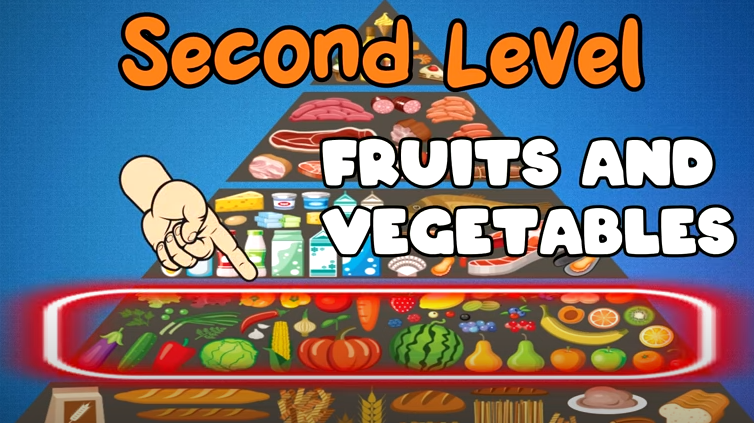 Second Level
FRUITS AND
VEGETABLES